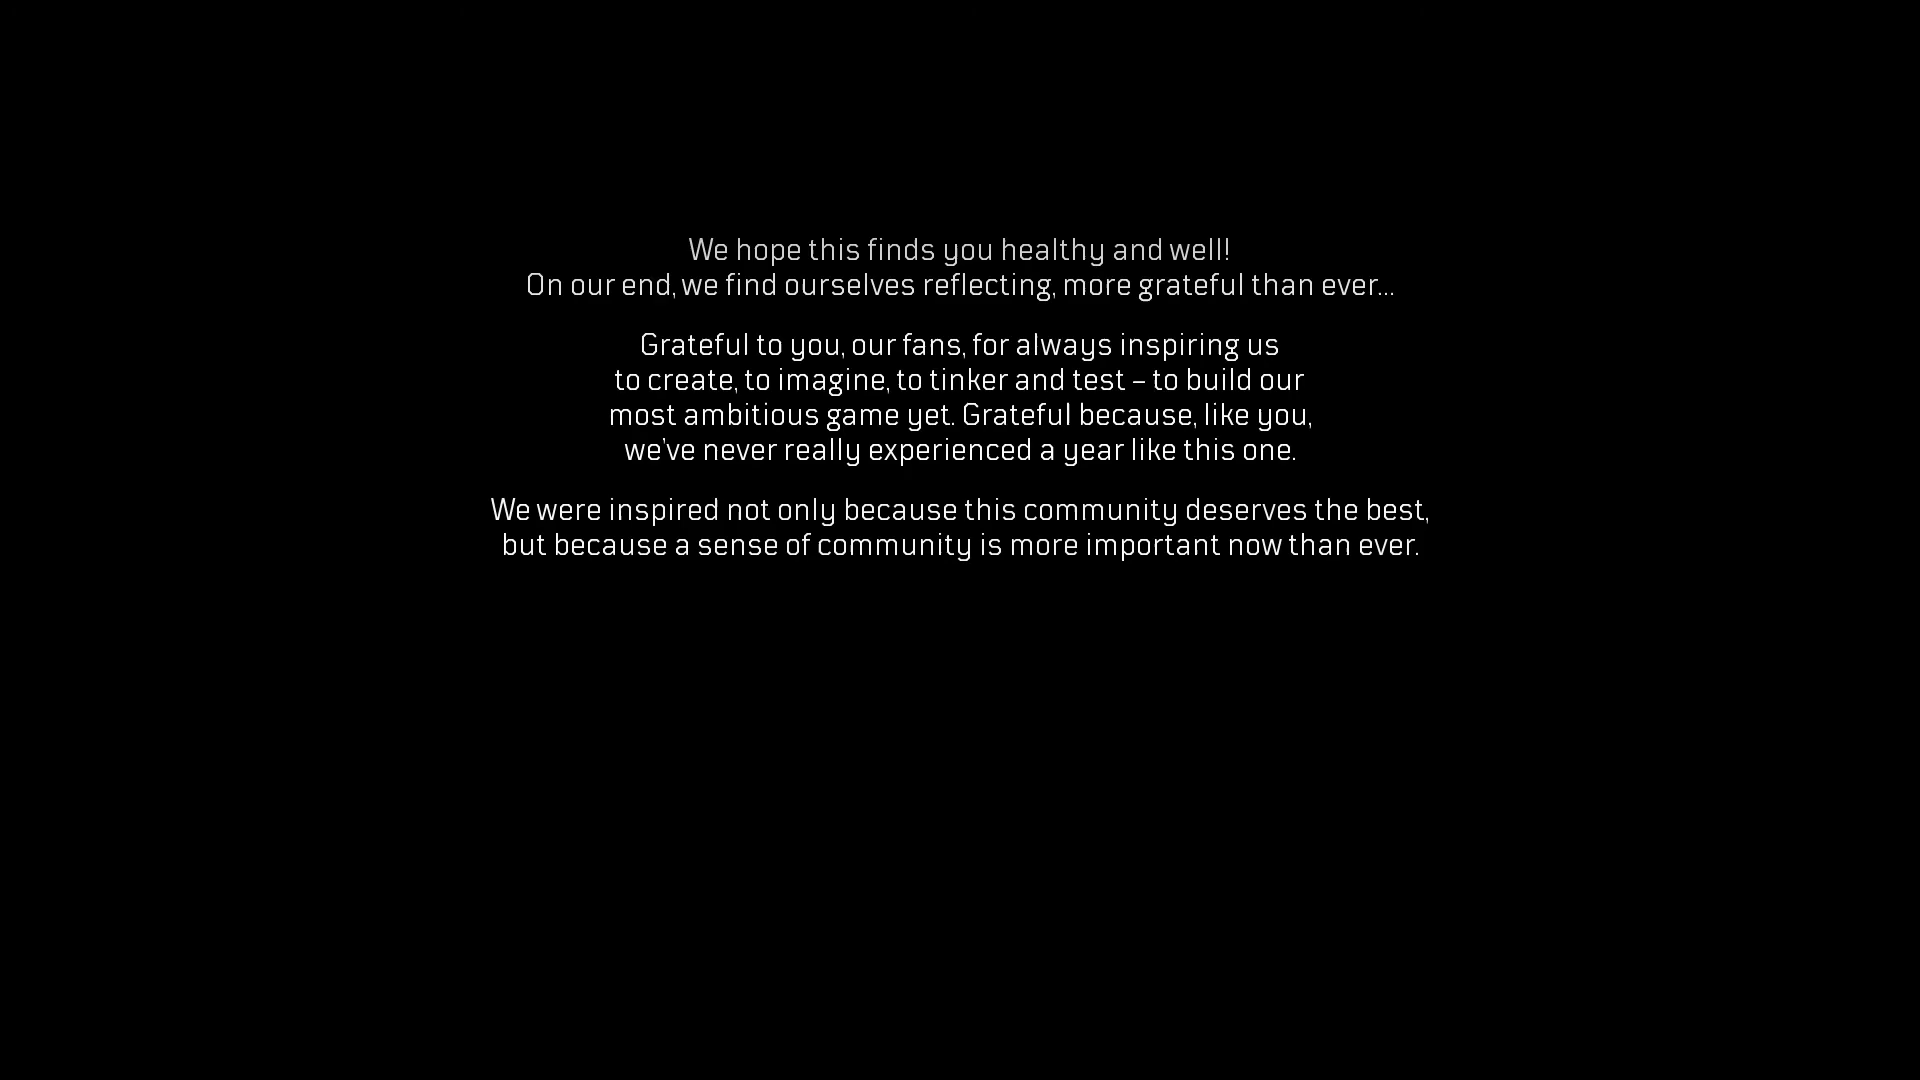 We hope this finds you healthy and well!
On our end, we find ourselves reflecting, more grateful than ever...
Grateful to you, our fans, for always inspiring us
to create, to imagine, to tinker and test – to build our
most ambitious game yet. Grateful because, like you,
we've never really experienced a year like this one.
We were inspired not only because this community deserves the best,
but because a sense of community is more important now than ever.